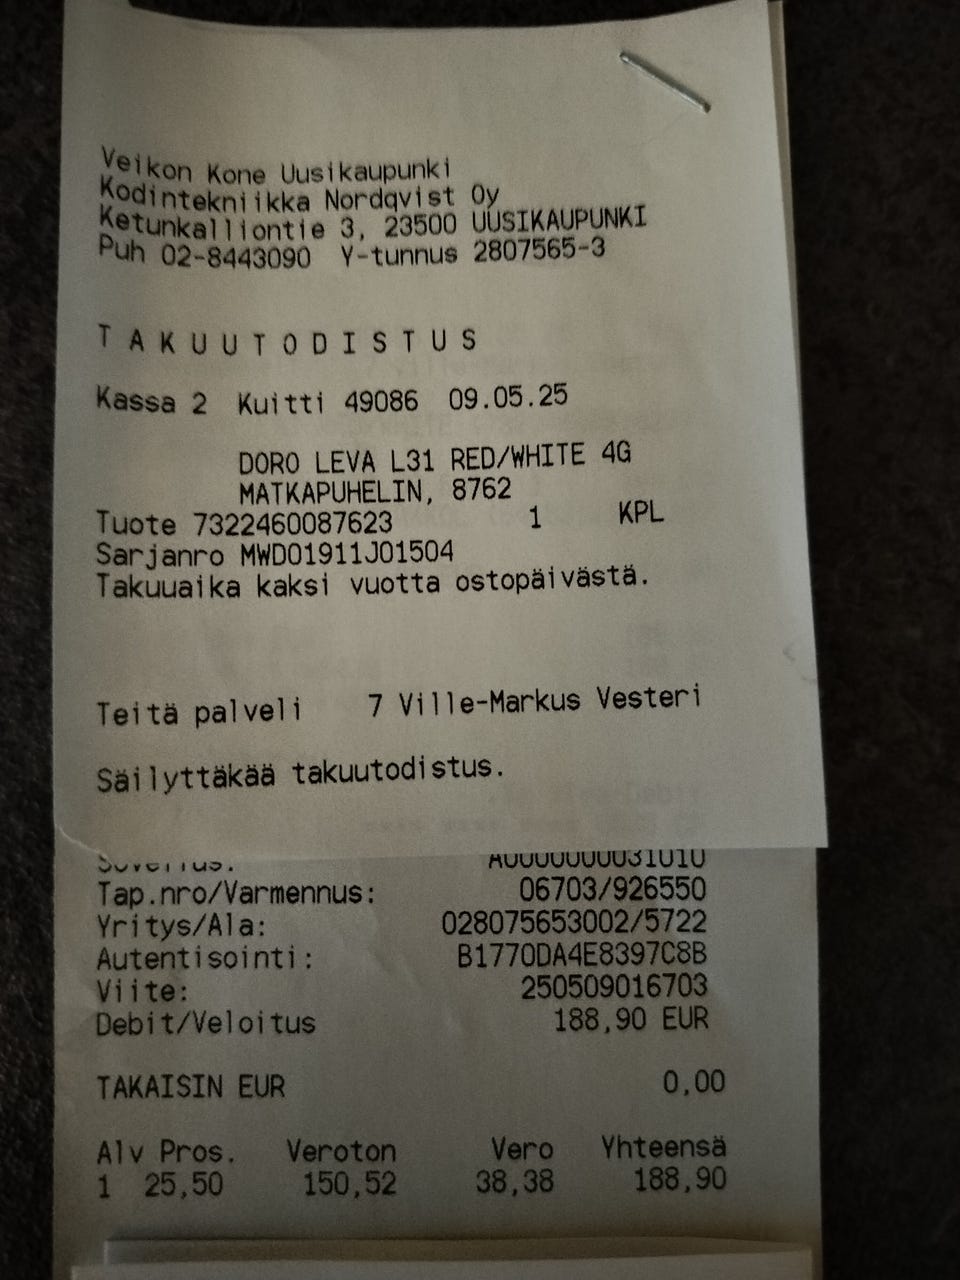 Veikon Kone Uusikaupunki
Kodintekniikka Nordqvist Oy
Ketunkalliontie 3, 23500 UUSIKAUPUNKI
Puh 02-8443090 Y-tunnus 2807565-3
T A K U U T O D I S T U S
Kassa 2 Kuitti 49086 09.05.25
DORO LEVA L31 RED/WHITE 4G
MATKAPUHELIN, 8762
Tuote 7322460087623 1 KPL
Sarjanro MWD01911J01504
Takuuaika kaksi vuotta ostopäivästä.
Teitä palveli 7 Ville-Markus Vesteri
Säilyttäkää takuutodistus.
Tap.nro/Varmennus: 06703/926550
Yritys/Ala: 028075653002/5722
Autentisointi: B1770DA4E8397C8B
Viite: 250509016703
Debit/Veloitus 188,90 EUR
TAKAISIN EUR 0,00
Alv Pros. Veroton Vero Yhteensä
1 25,50 150,52 38,38 188,90